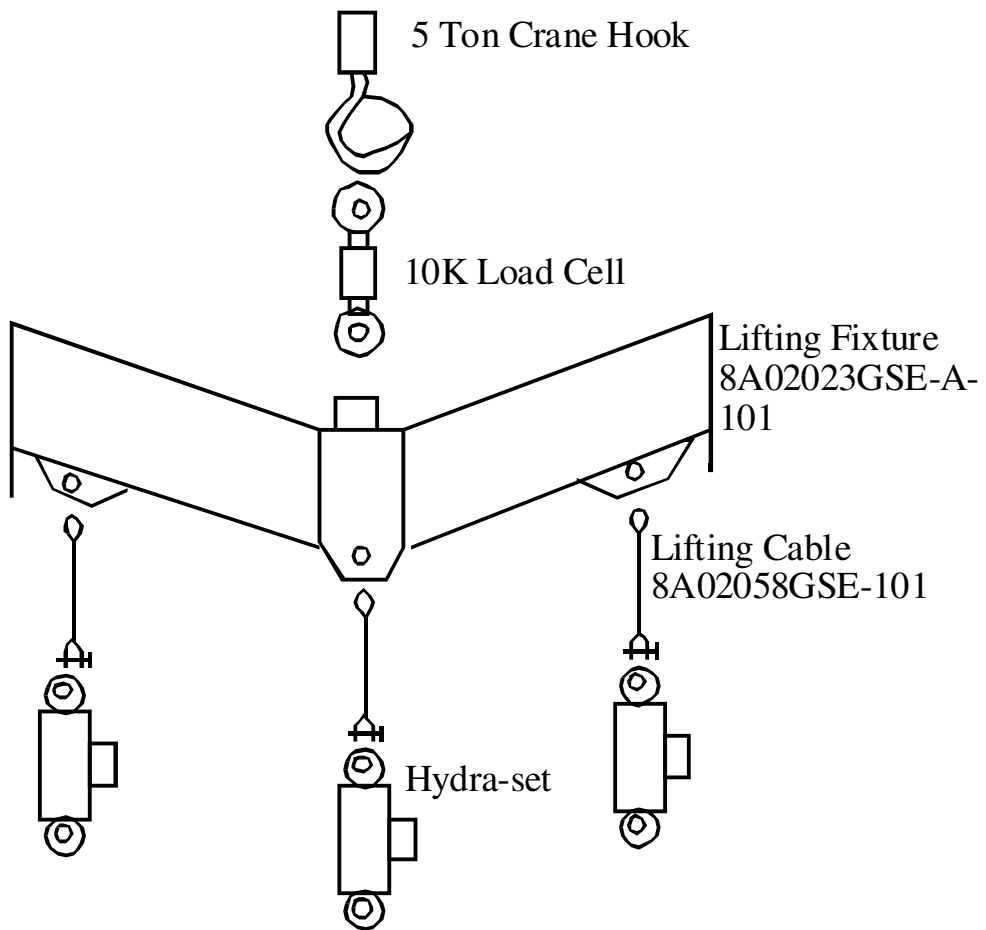 5 Ton Crane Hook
10K Load Cell
Lifting Fixture
8A02023GSE-A-
101
Lifting Cable
8A02058GSE-101
Hydra-set